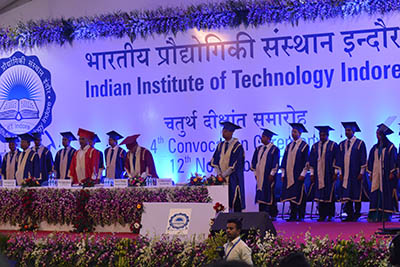 भारतीय प्रौद्योगिकी संस्थान इन्दौर
Indian Institute of Technology Indore
चतुर्थ दीक्षांत समारोह
4th Convocation
12th